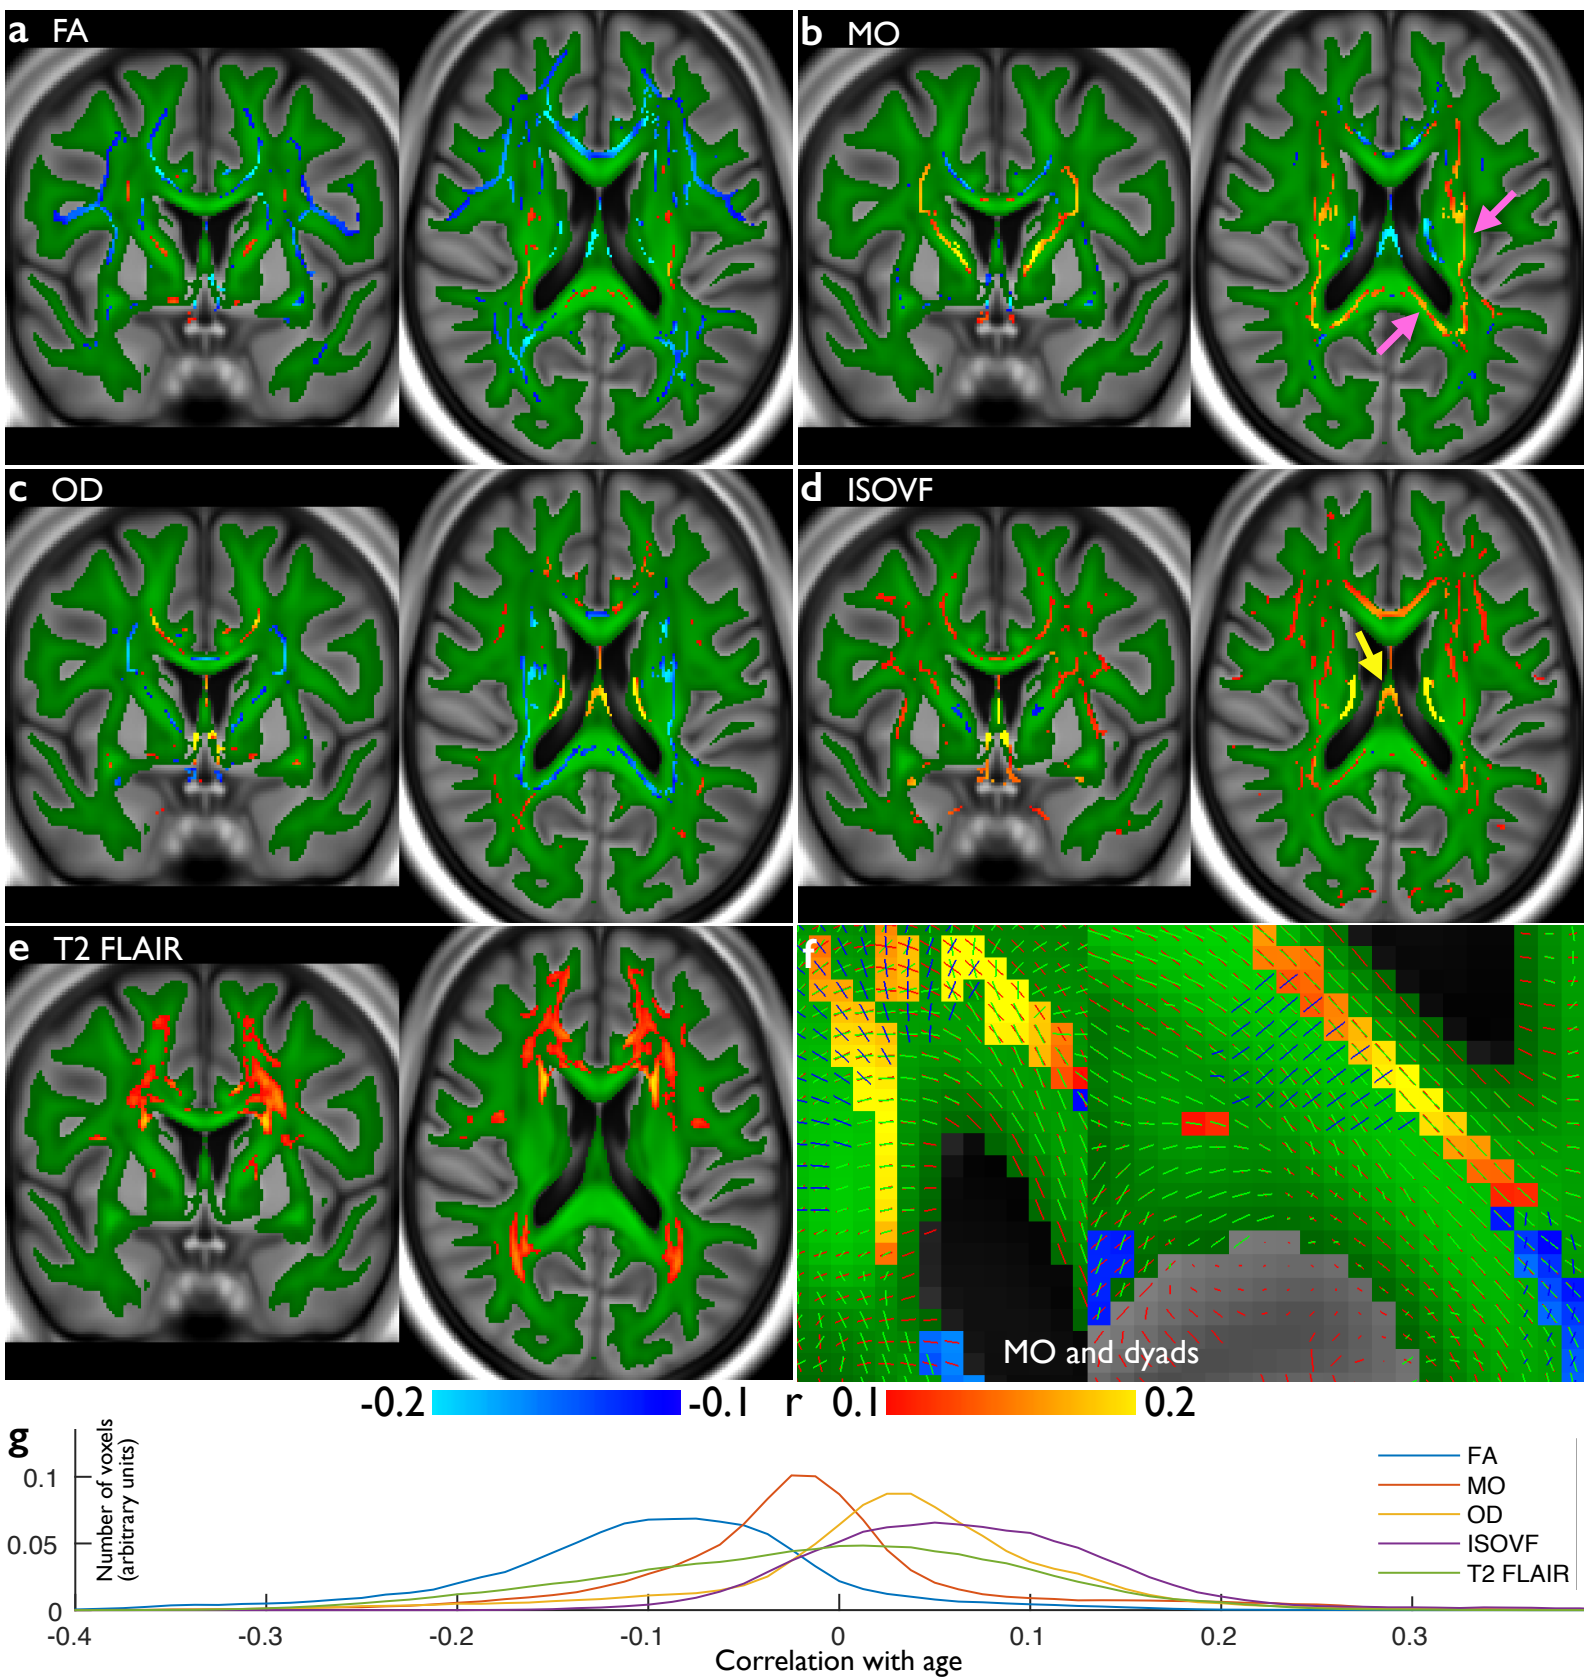 a FA
b MO
c OD
d ISOVF
e T2 FLAIR
f
MO and dyads
-0.2 -0.1 r 0.1 0.2
g
Number of voxels
(arbitrary units)
0.1
0.05
0
-0.4 -0.3 -0.2 -0.1 0 0.1 0.2 0.3
Correlation with age
FA
MO
OD
ISOVF
T2 FLAIR